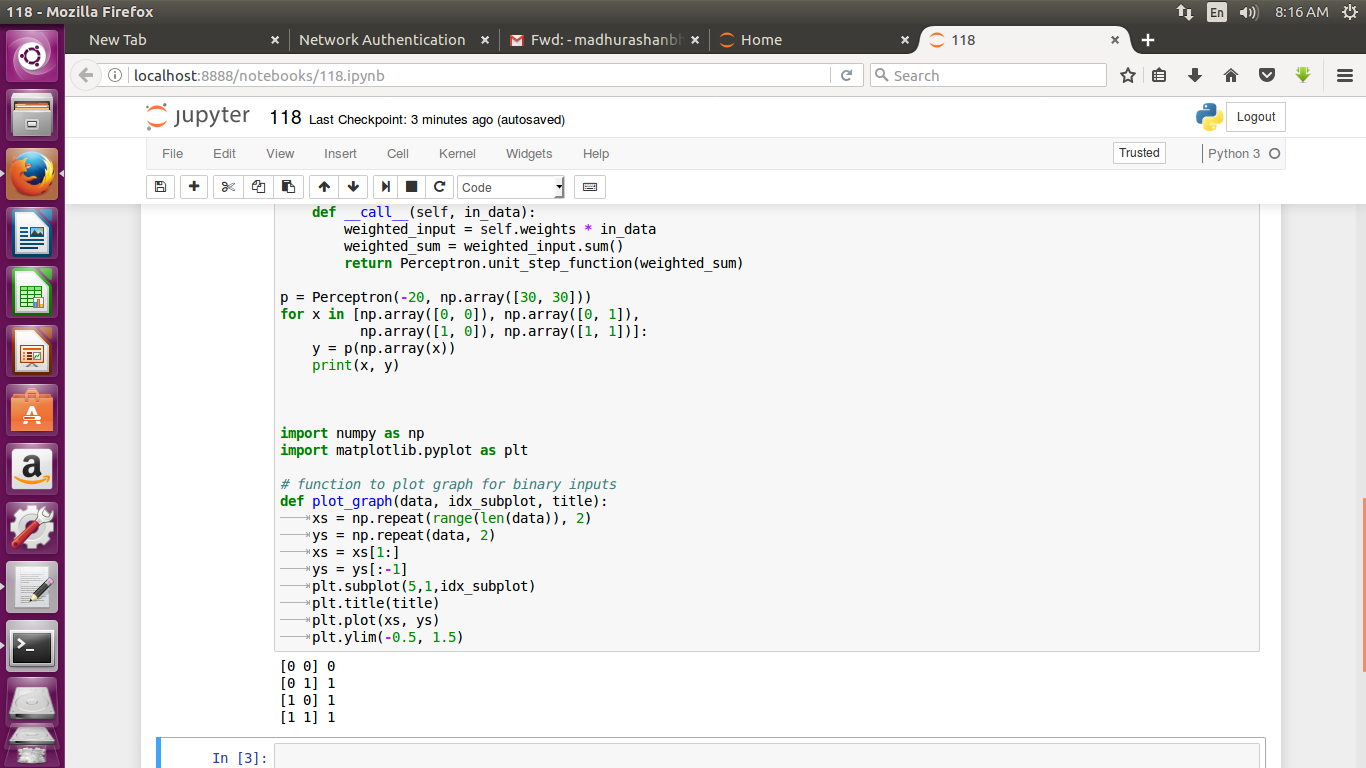 118 - Mozilla Firefox
En
8:16 AM
New Tab
Network Authentication
Fwd: - madhurashanbh
Home
118
localhost:8888/notebooks/118.ipynb
Search
jupyter
118 Last Checkpoint: 3 minutes ago (autosaved)
Logout
File Edit View Insert Cell Kernel Widgets Help
Trusted
Python 3
Code
    def __call__(self, in_data):
        weighted_input = self.weights * in_data
        weighted_sum = weighted_input.sum()
        return Perceptron.unit_step_function(weighted_sum)
p = Perceptron(-20, np.array([30, 30]))
for x in [np.array([0, 0]), np.array([0, 1]),
          np.array([1, 0]), np.array([1, 1])]:
    y = p(np.array(x))
    print(x, y)
import numpy as np
import matplotlib.pyplot as plt
# function to plot graph for binary inputs
def plot_graph(data, idx_subplot, title):
    xs = np.repeat(range(len(data)), 2)
    ys = np.repeat(data, 2)
    xs = xs[1:]
    ys = ys[:-1]
    plt.subplot(5,1,idx_subplot)
    plt.title(title)
    plt.plot(xs, ys)
    plt.ylim(-0.5, 1.5)
[0 0] 0
[0 1] 1
[1 0] 1
[1 1] 1
In [3]: